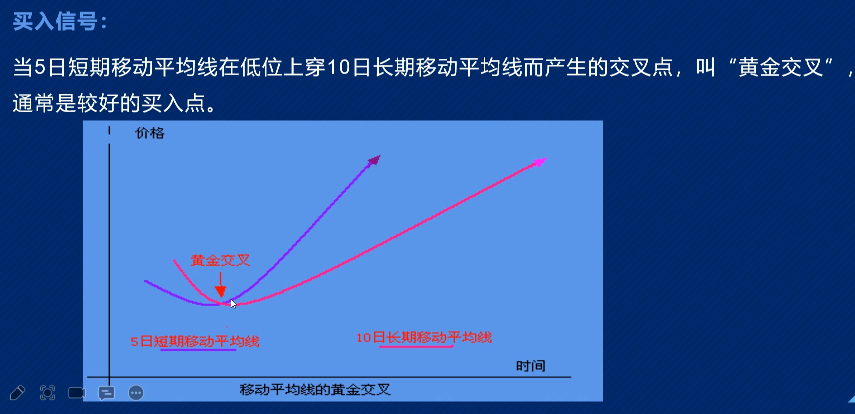 买入信号：
当5日短期移动平均线在低位上穿10日长期移动平均线而产生的交叉点，叫“黄金交叉”，
通常是较好的买入点。
价格
黄金交叉
5日短期移动平均线
10日长期移动平均线
时间
移动平均线的黄金交叉